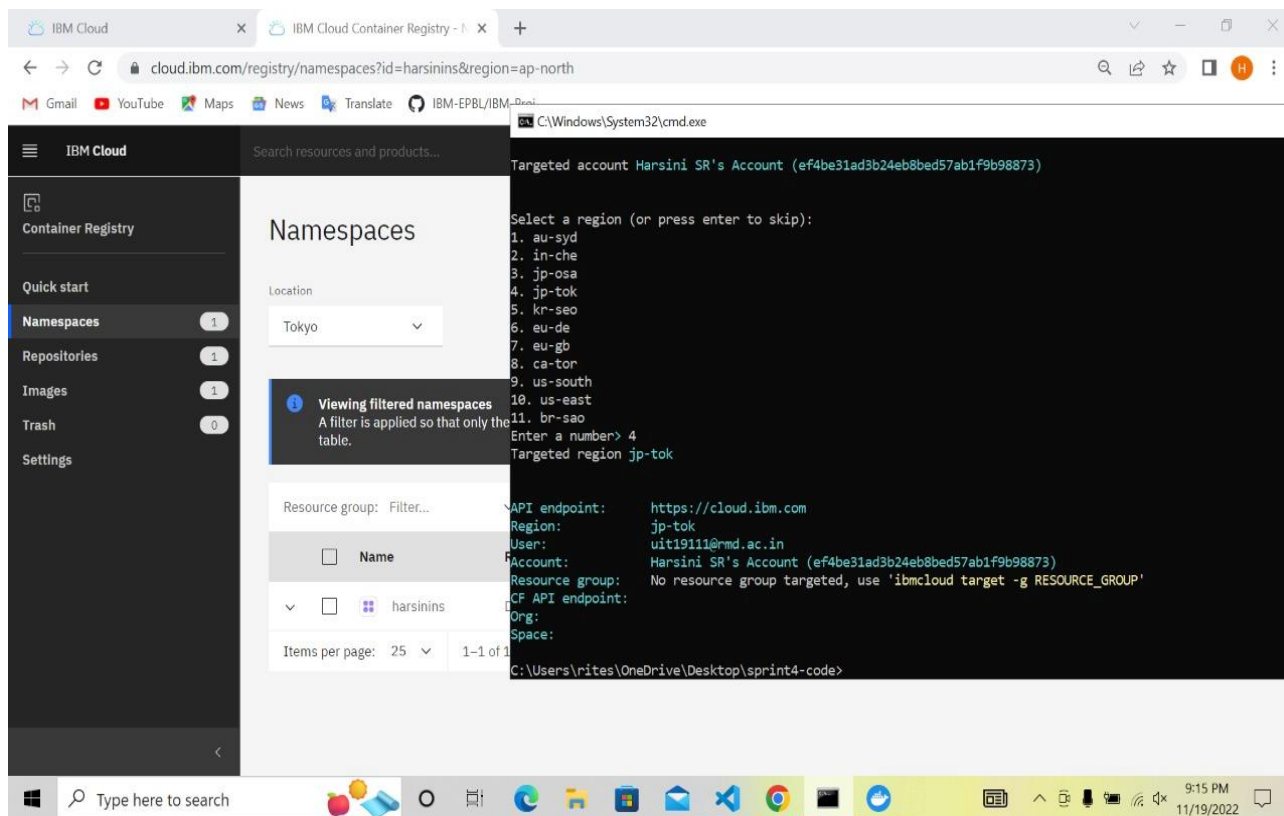 IBM Cloud
IBM Cloud Container Registry - N
cloud.ibm.com/registry/namespaces?id=harsinins&region=ap-north
H
Gmail YouTube Maps News Translate IBM-EPBL/IBM-Proj
IBM Cloud
Search resources and products...
Container Registry
Quick start
Namespaces 1
Repositories 1
Images 1
Trash 0
Settings
Namespaces
Location
Tokyo
Viewing filtered namespaces
A filter is applied so that only the
table.
Resource group: Filter...
Name
harsinins
Items per page: 25 1–1 of 1
C:\Windows\System32\cmd.exe
Targeted account Harsini SR's Account (ef4be31ad3b24eb8bed57ab1f9b98873)
Select a region (or press enter to skip):
1. au-syd
2. in-che
3. jp-osa
4. jp-tok
5. kr-seo
6. eu-de
7. eu-gb
8. ca-tor
9. us-south
10. us-east
11. br-sao
Enter a number> 4
Targeted region jp-tok
API endpoint: https://cloud.ibm.com
Region: jp-tok
User: uit19111@rmd.ac.in
Account: Harsini SR's Account (ef4be31ad3b24eb8bed57ab1f9b98873)
Resource group: No resource group targeted, use 'ibmcloud target -g RESOURCE_GROUP'
CF API endpoint:
Org:
Space:
C:\Users\rites\OneDrive\Desktop\sprint4-code>
Type here to search
9:15 PM
11/19/2022